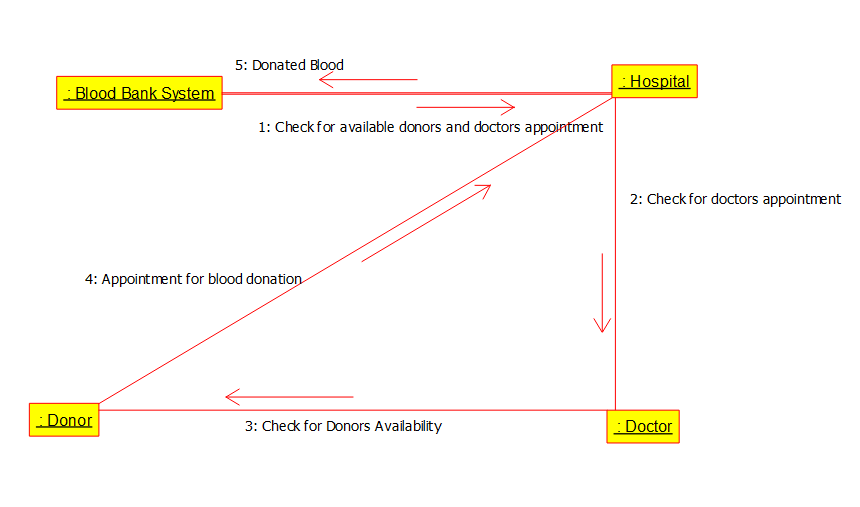 5: Donated Blood
: Blood Bank System
: Hospital
1: Check for available donors and doctors appointment
2: Check for doctors appointment
4: Appointment for blood donation
: Donor
3: Check for Donors Availability
: Doctor